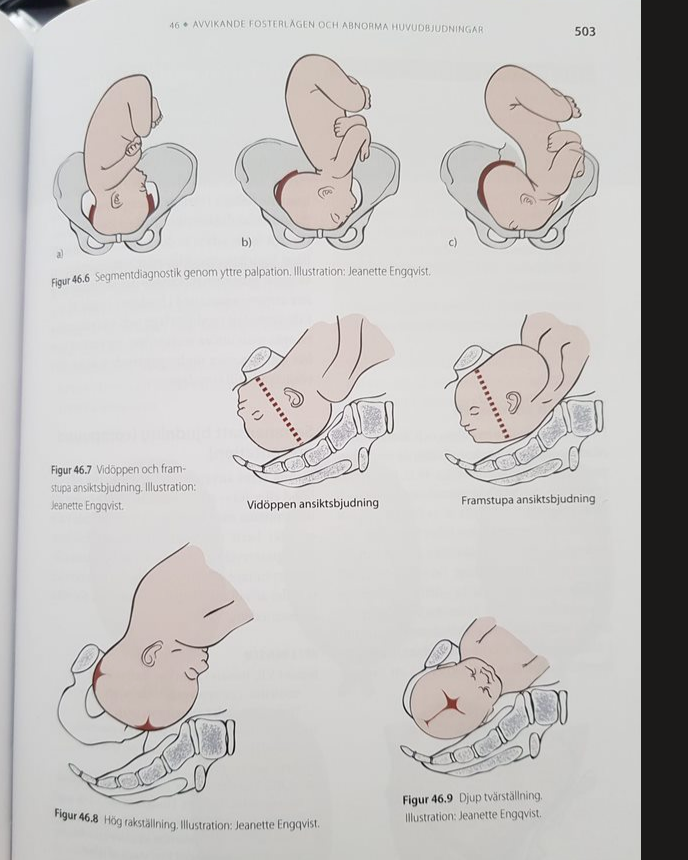 46 • AVVIKANDE FOSTERLÄGEN OCH ABNORMA HUVUDBJUDNINGAR
503
a)
b)
c)
Figur 46.6 Segmentdiagnostik genom yttre palpation. Illustration: Jeanette Engqvist.
Figur 46.7 Vidöppen och fram-
stupa ansiktsbjudning. Illustration:
Jeanette Engqvist.
Vidöppen ansiktsbjudning
Framstupa ansiktsbjudning
Figur 46.8 Hög rakställning. Illustration: Jeanette Engqvist.
Figur 46.9 Djup tvärställning.
Illustration: Jeanette Engqvist.